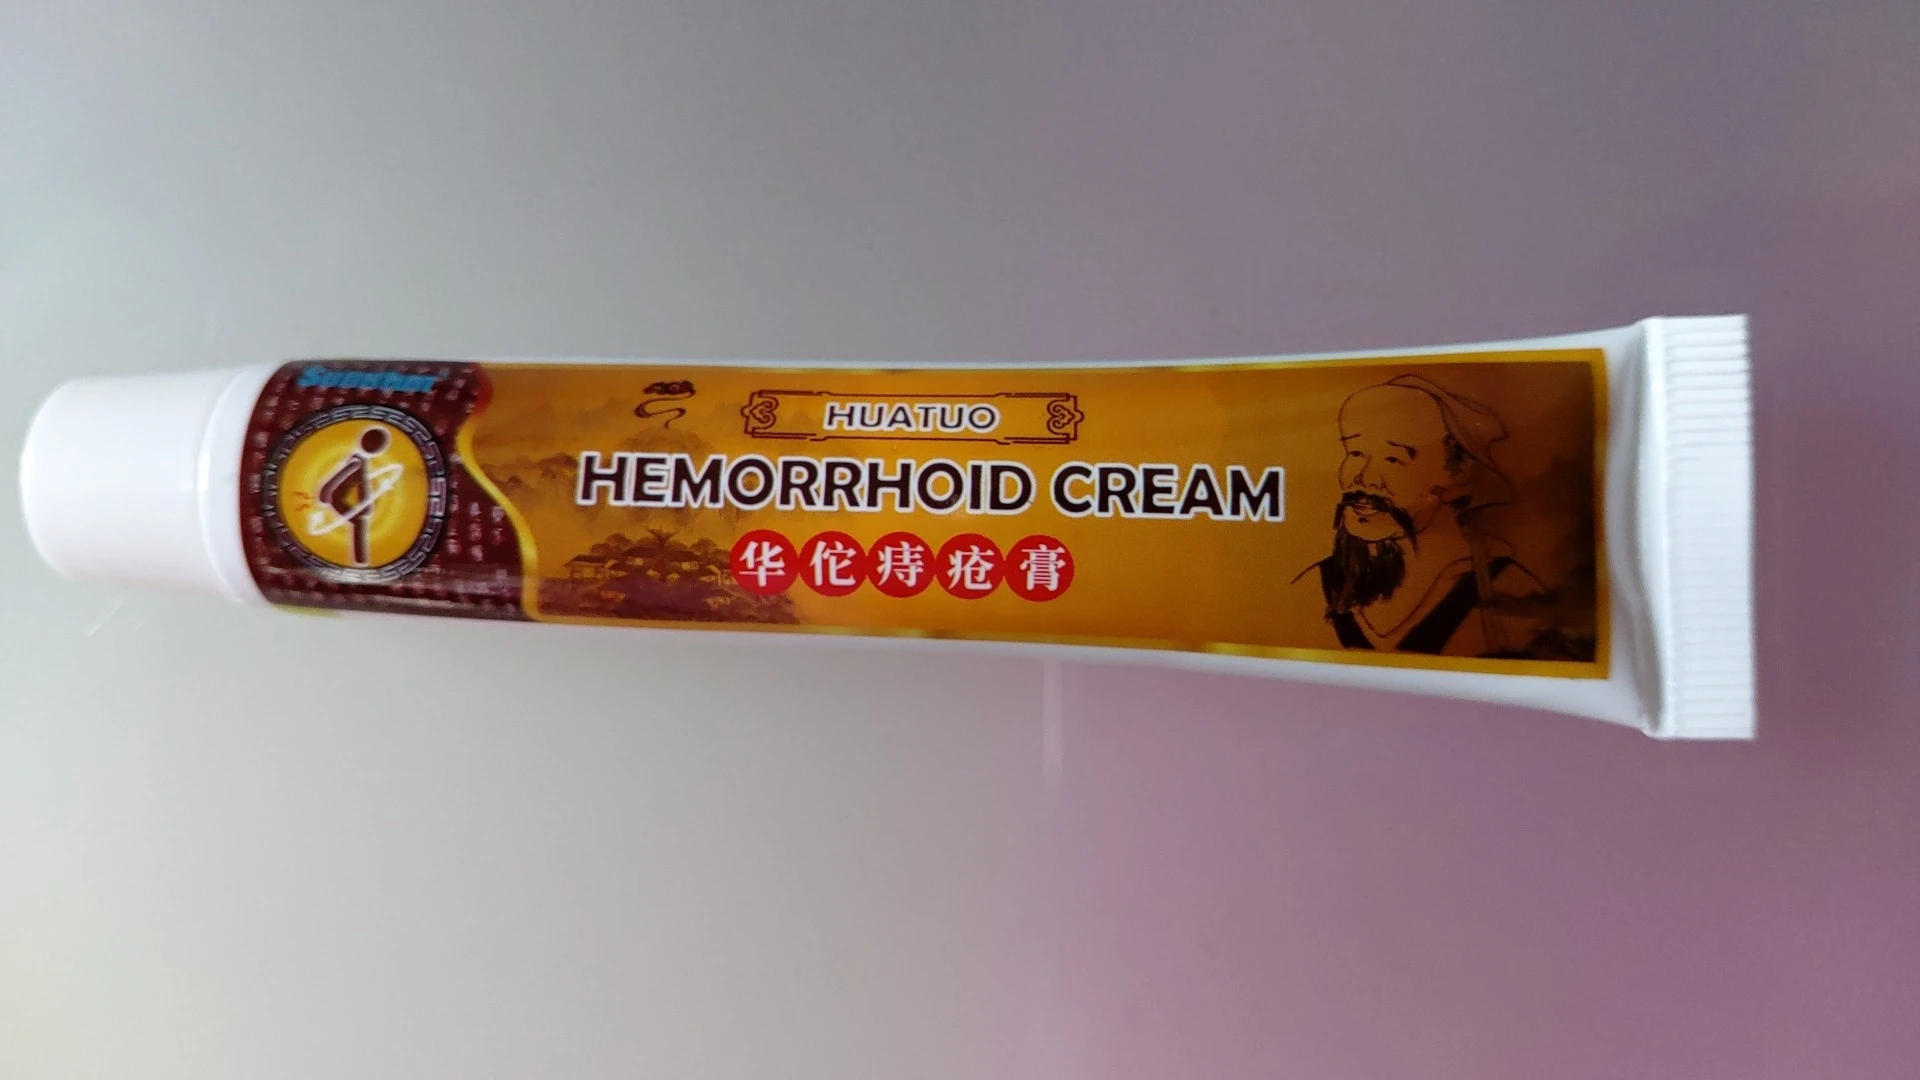 HUATUO
HEMORRHOID CREAM
华佗痔疮膏